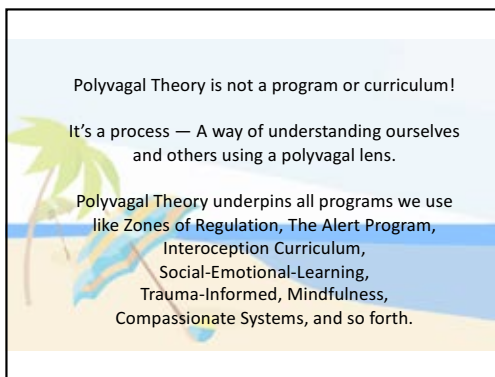 Polyvagal Theory is not a program or curriculum!
It's a process — A way of understanding ourselves
and others using a polyvagal lens.
Polyvagal Theory underpins all programs we use
like Zones of Regulation, The Alert Program,
Interoception Curriculum,
Social-Emotional-Learning,
Trauma-Informed, Mindfulness,
Compassionate Systems, and so forth.